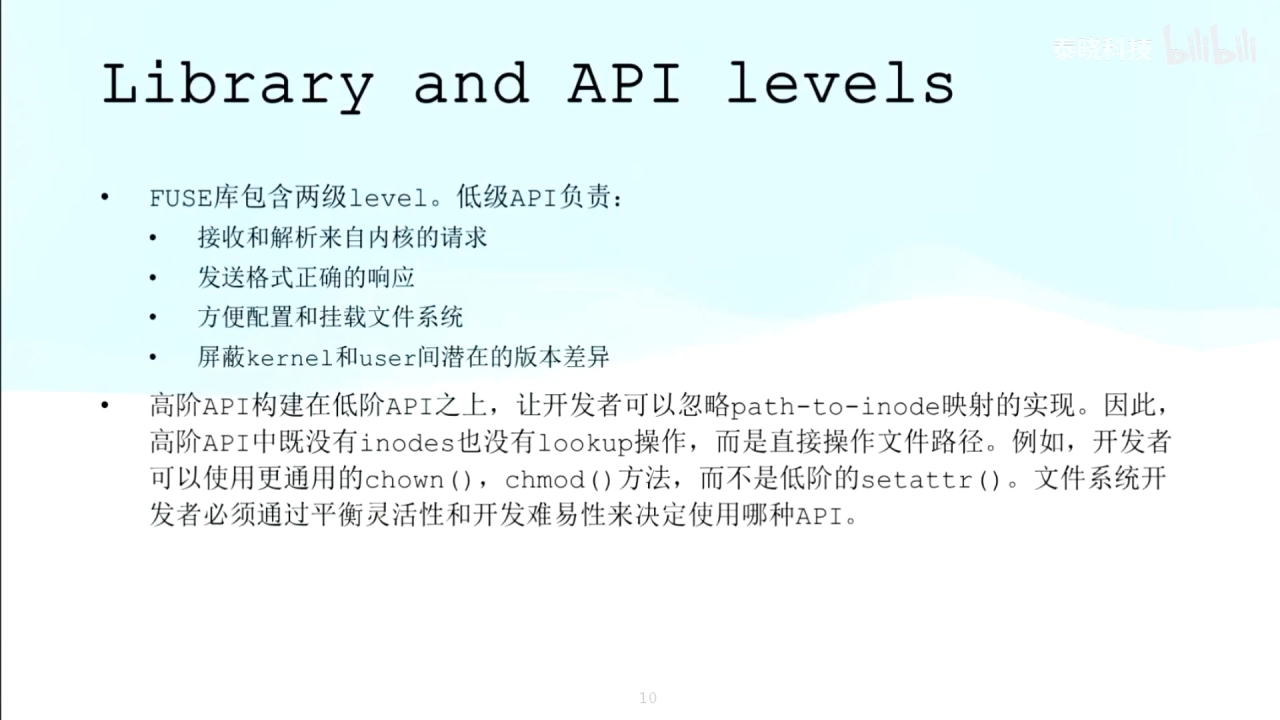 泰晓科技 bilibili
Library and API levels
• FUSE库包含两级level。低级API负责：
• 接收和解析来自内核的请求
• 发送格式正确的响应
• 方便配置和挂载文件系统
• 屏蔽kernel和user间潜在的版本差异
• 高阶API构建在低阶API之上，让开发者可以忽略path-to-inode映射的实现。因此，
高阶API中既没有inodes也没有lookup操作，而是直接操作文件路径。例如，开发者
可以使用更通用的chown()，chmod()方法，而不是低阶的setattr()。文件系统开
发者必须通过平衡灵活性和开发难易性来决定使用哪种API。
10